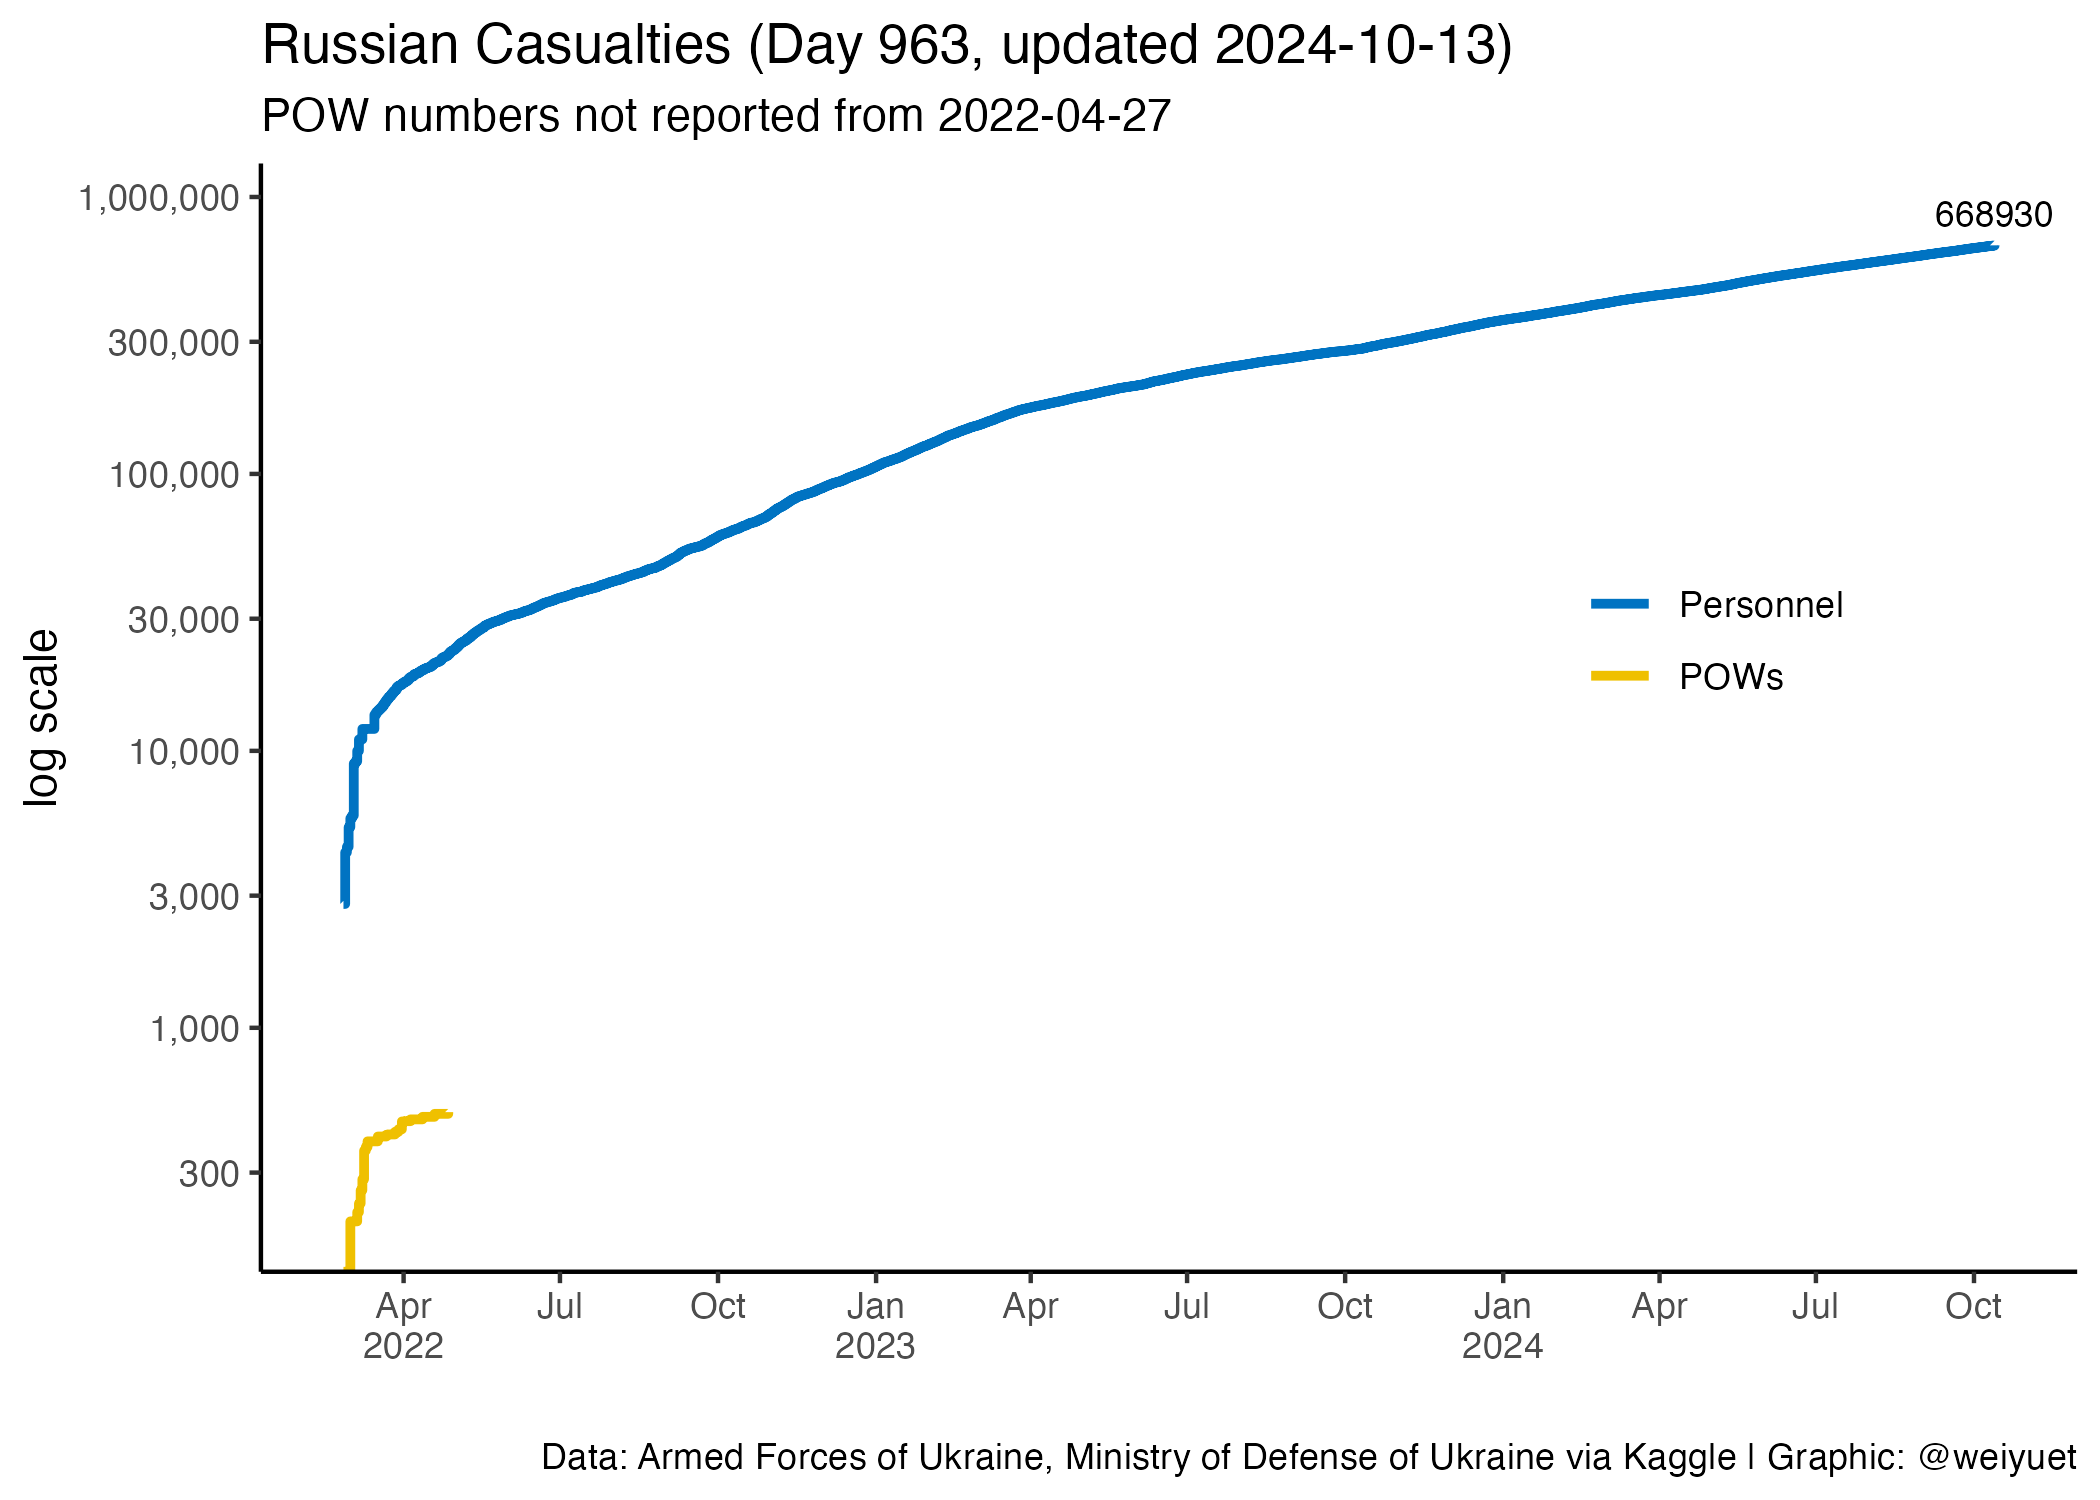 Russian Casualties (Day 963, updated 2024-10-13)
POW numbers not reported from 2022-04-27
1,000,000
300,000
100,000
30,000
10,000
3,000
1,000
300
log scale
668930
Personnel
POWs
Apr Jul Oct Jan Apr Jul Oct Jan Apr Jul Oct
2022 2023 2024
Data: Armed Forces of Ukraine, Ministry of Defense of Ukraine via Kaggle | Graphic: @weiyuet